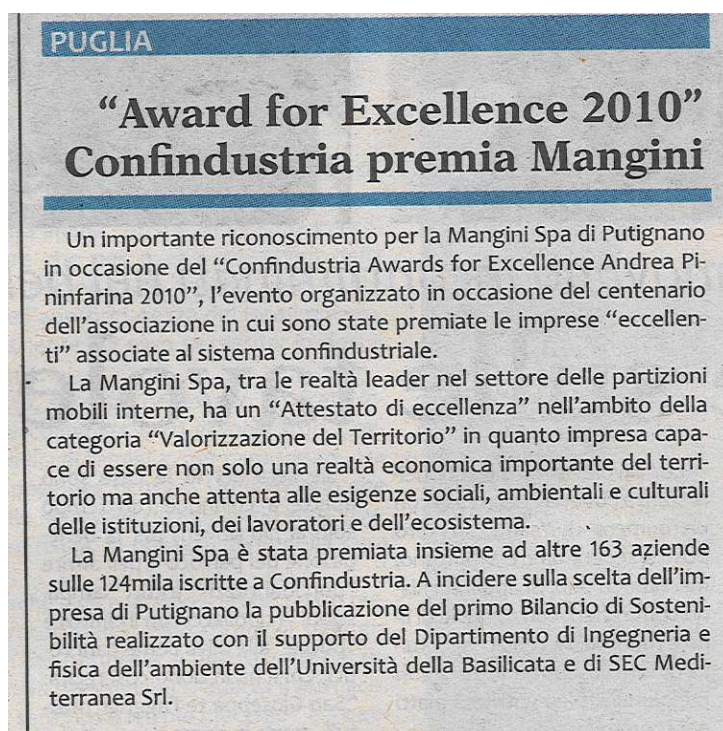 PUGLIA
“Award for Excellence 2010”
Confindustria premia Mangini
Un importante riconoscimento per la Mangini Spa di Putignano
in occasione del “Confindustria Awards for Excellence Andrea Pi-
ninfarina 2010”, l’evento organizzato in occasione del centenario
dell’associazione in cui sono state premiate le imprese “eccellen-
ti” associate al sistema confindustriale.
La Mangini Spa, tra le realtà leader nel settore delle partizioni
mobili interne, ha un “Attestato di eccellenza” nell’ambito della
categoria “Valorizzazione del Territorio” in quanto impresa capa-
ce di essere non solo una realtà economica importante del terri-
torio ma anche attenta alle esigenze sociali, ambientali e culturali
delle istituzioni, dei lavoratori e dell’ecosistema.
La Mangini Spa è stata premiata insieme ad altre 163 aziende
sulle 124mila iscritte a Confindustria. A incidere sulla scelta dell’im-
presa di Putignano la pubblicazione del primo Bilancio di Sosteni-
bilità realizzato con il supporto del Dipartimento di Ingegneria e
fisica dell’ambiente dell’Università della Basilicata e di SEC Medi-
terranea Srl.